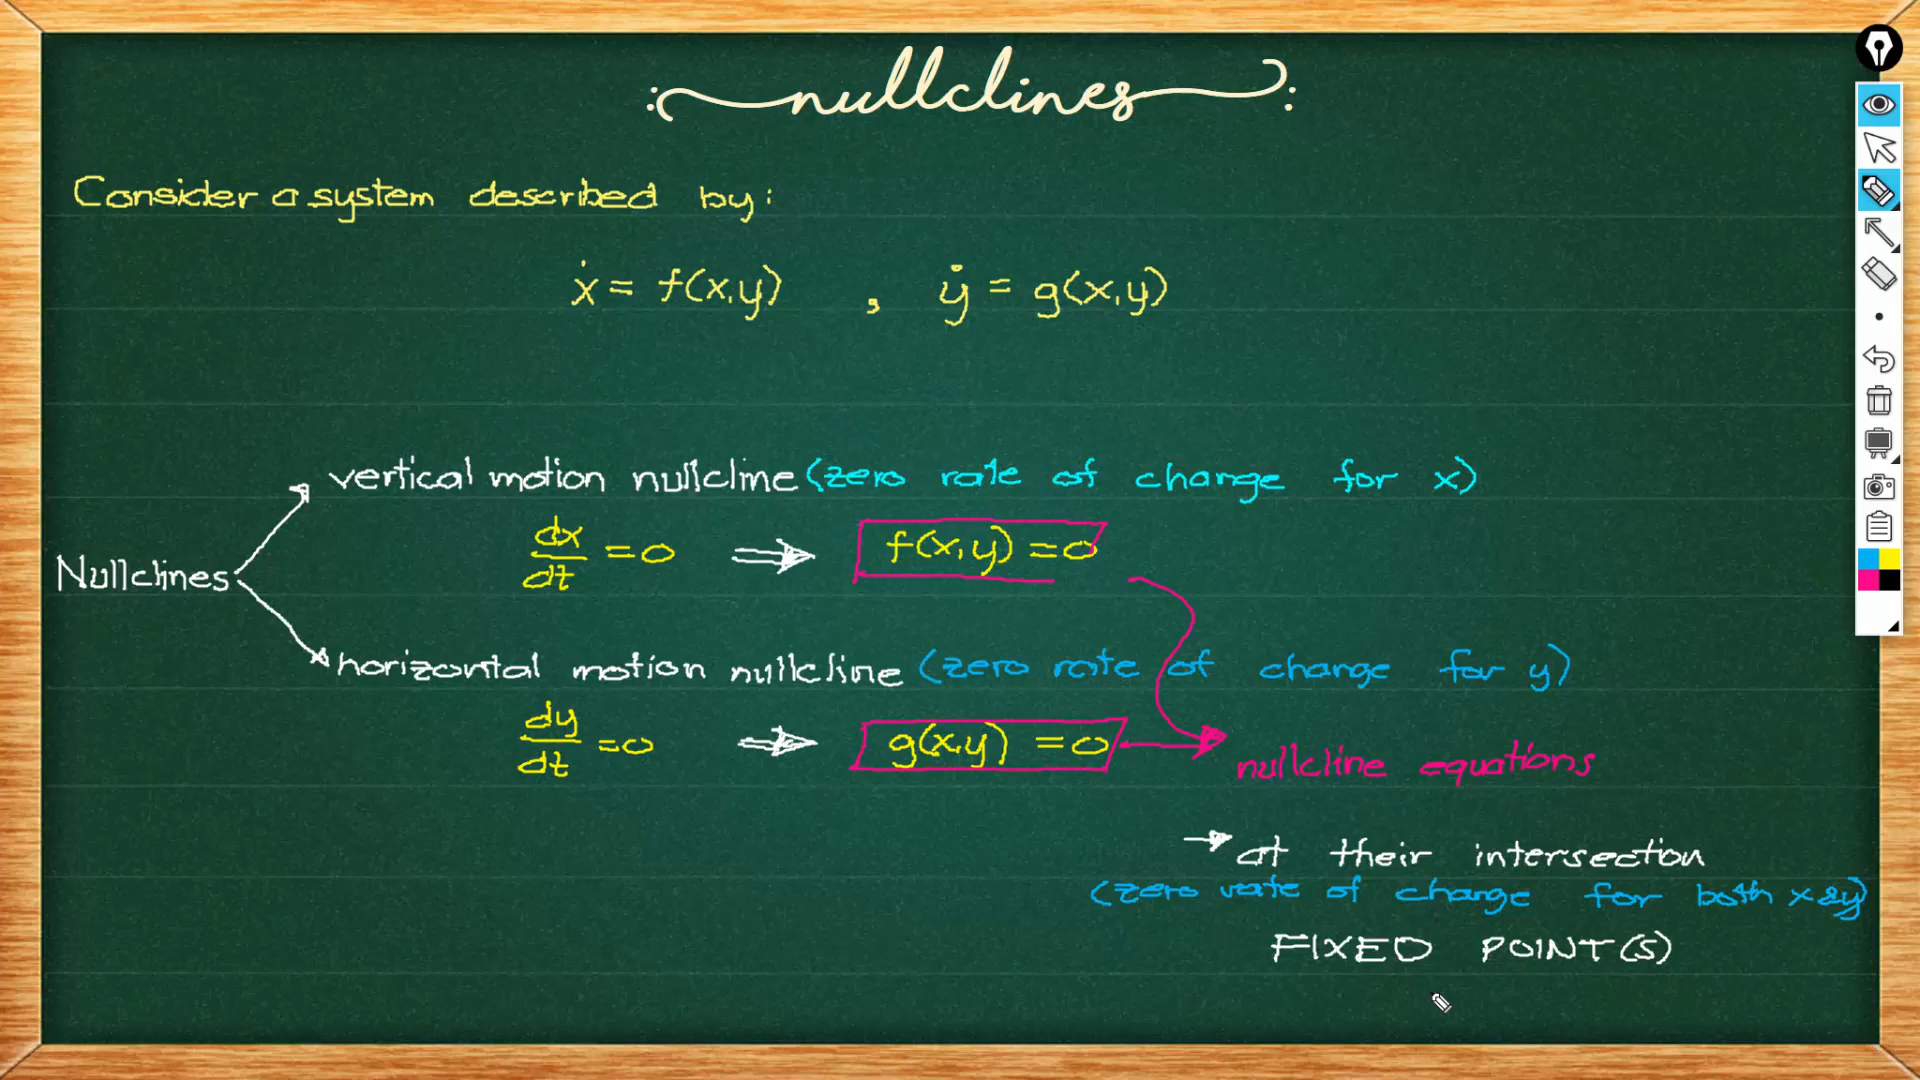 :nullclines:
Consider a system described by:
ẋ = f(x,y) , ẏ = g(x,y)
vertical motion nullcline (zero rate of change for x)
dx/dt = 0 ⇒ f(x,y) = 0
Nullclines
horizontal motion nullcline (zero rate of change for y)
dy/dt = 0 ⇒ g(x,y) = 0
nullcline equations
→ at their intersection
(zero rate of change for both x & y)
FIXED POINT(S)